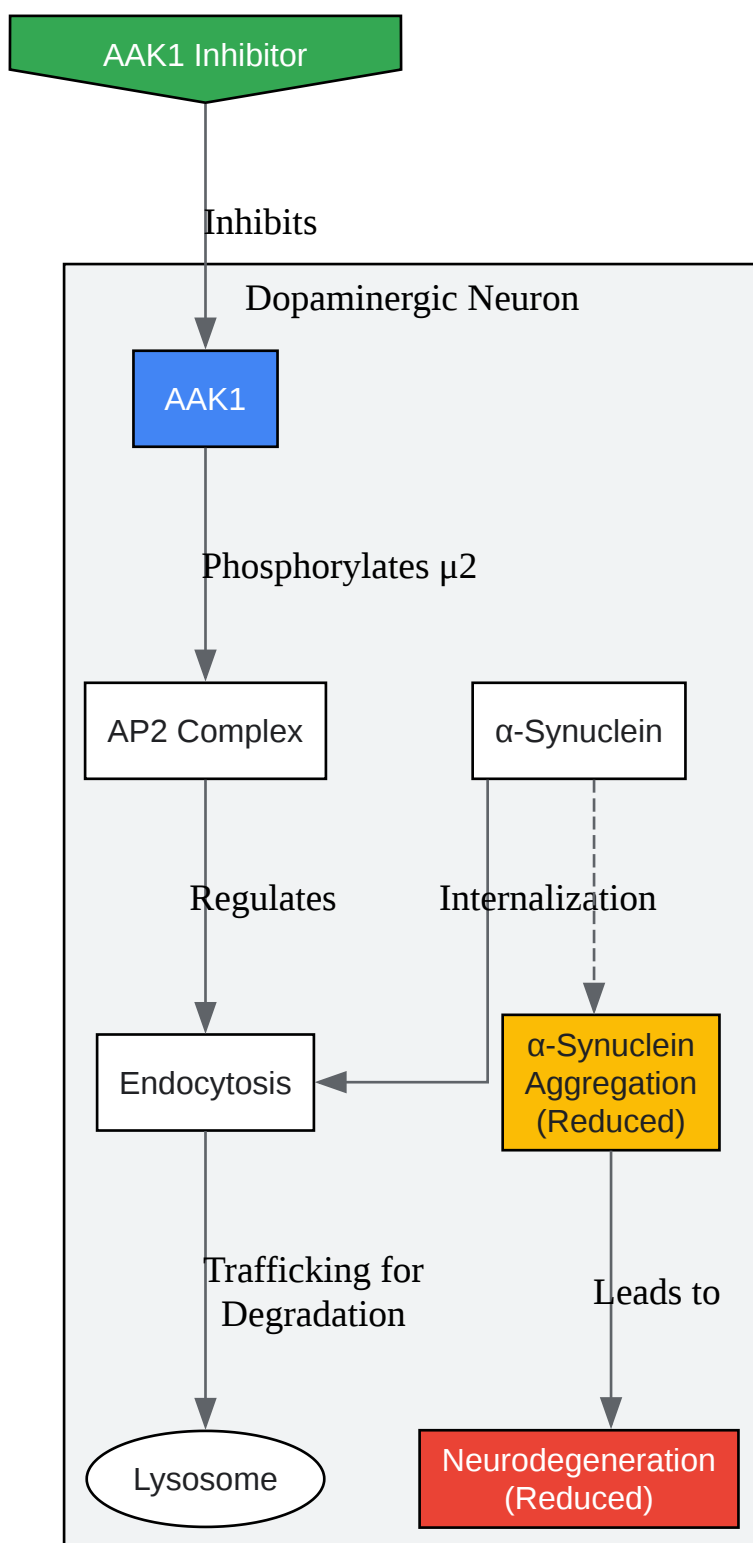 AAK1 Inhibitor
Inhibits
Dopaminergic Neuron
AAK1
Phosphorylates μ2
AP2 Complex
α-Synuclein
Regulates
Internalization
Endocytosis
α-Synuclein
Aggregation
(Reduced)
Trafficking for
Degradation
Leads to
Lysosome
Neurodegeneration
(Reduced)